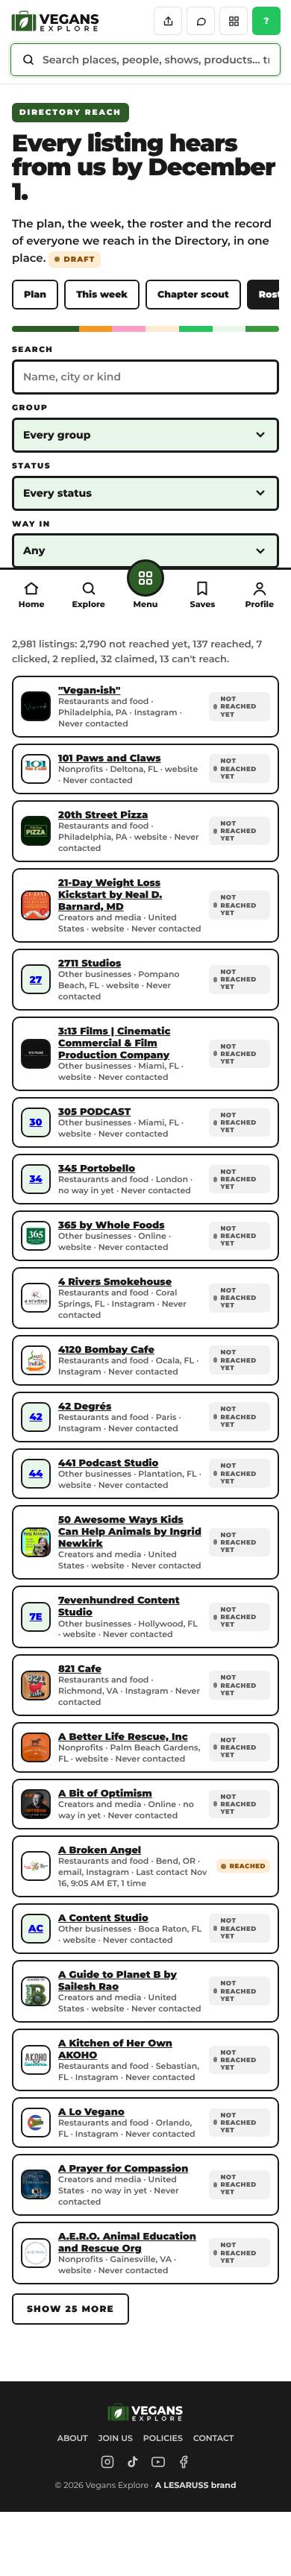 VEGANS
EXPLORE
?
Search places, people, shows, products... tr
DIRECTORY REACH
Every listing hears
from us by December
1.
The plan, the week, the roster and the record
of everyone we reach in the Directory, in one
place. DRAFT
Plan
This week
Chapter scout
Rost
SEARCH
Name, city or kind
GROUP
Every group
STATUS
Every status
WAY IN
Any
Home
Explore
Menu
Saves
Profile
2,981 listings: 2,790 not reached yet, 137 reached, 7
clicked, 2 replied, 32 claimed, 13 can't reach.
"Vegan•ish"
Restaurants and food ·
Philadelphia, PA · Instagram ·
Never contacted
NOT
REACHED
YET
101 Paws and Claws
Nonprofits · Deltona, FL · website
· Never contacted
NOT
REACHED
YET
20th Street Pizza
Restaurants and food ·
Philadelphia, PA · website · Never
contacted
NOT
REACHED
YET
21-Day Weight Loss
Kickstart by Neal D.
Barnard, MD
Creators and media · United
States · website · Never contacted
NOT
REACHED
YET
27
2711 Studios
Other businesses · Pompano
Beach, FL · website · Never
contacted
NOT
REACHED
YET
3:13 Films | Cinematic
Commercial & Film
Production Company
Other businesses · Miami, FL ·
website · Never contacted
NOT
REACHED
YET
30
305 PODCAST
Other businesses · Miami, FL ·
website · Never contacted
NOT
REACHED
YET
34
345 Portobello
Restaurants and food · London ·
no way in yet · Never contacted
NOT
REACHED
YET
365
365 by Whole Foods
Other businesses · Online ·
website · Never contacted
NOT
REACHED
YET
4 Rivers Smokehouse
Restaurants and food · Coral
Springs, FL · Instagram · Never
contacted
NOT
REACHED
YET
4120 Bombay Cafe
Restaurants and food · Ocala, FL ·
Instagram · Never contacted
NOT
REACHED
YET
42
42 Degrés
Restaurants and food · Paris ·
Instagram · Never contacted
NOT
REACHED
YET
44
441 Podcast Studio
Other businesses · Plantation, FL ·
website · Never contacted
NOT
REACHED
YET
50 Awesome Ways Kids
Can Help Animals by Ingrid
Newkirk
Creators and media · United
States · website · Never contacted
NOT
REACHED
YET
7E
7evenhundred Content
Studio
Other businesses · Hollywood, FL
· website · Never contacted
NOT
REACHED
YET
821 Cafe
Restaurants and food ·
Richmond, VA · Instagram · Never
contacted
NOT
REACHED
YET
A Better Life Rescue, Inc
Nonprofits · Palm Beach Gardens,
FL · website · Never contacted
NOT
REACHED
YET
A Bit of Optimism
Creators and media · Online · no
way in yet · Never contacted
NOT
REACHED
YET
A Broken Angel
Restaurants and food · Bend, OR ·
email, Instagram · Last contact Nov
16, 9:05 AM ET, 1 time
REACHED
AC
A Content Studio
Other businesses · Boca Raton, FL
· website · Never contacted
NOT
REACHED
YET
A Guide to Planet B by
Sailesh Rao
Creators and media · United
States · website · Never contacted
NOT
REACHED
YET
A Kitchen of Her Own
AKOHO
Restaurants and food · Sebastian,
FL · Instagram · Never contacted
NOT
REACHED
YET
A Lo Vegano
Restaurants and food · Orlando,
FL · Instagram · Never contacted
NOT
REACHED
YET
A Prayer for Compassion
Creators and media · United
States · no way in yet · Never
contacted
NOT
REACHED
YET
A.E.R.O. Animal Education
and Rescue Org
Nonprofits · Gainesville, VA ·
website · Never contacted
NOT
REACHED
YET
SHOW 25 MORE
VEGANS
EXPLORE
ABOUT
JOIN US
POLICIES
CONTACT
© 2026 Vegans Explore · A LESARUSS brand